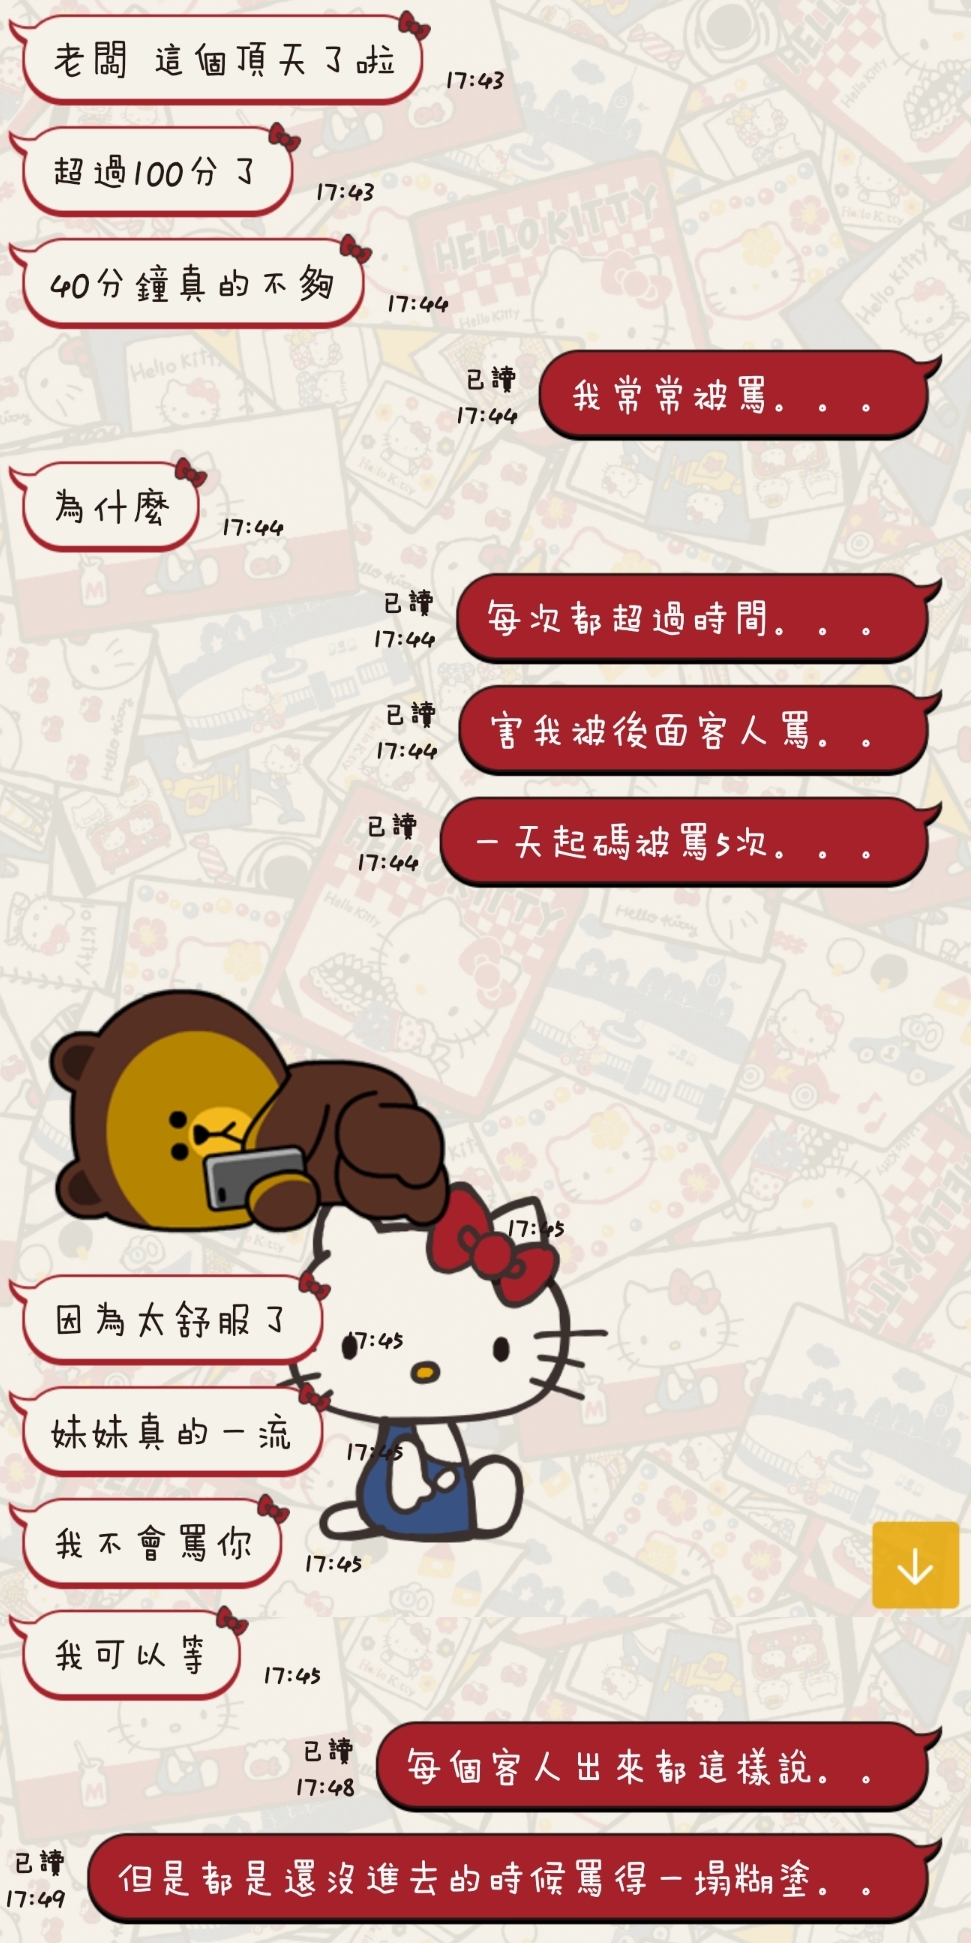 老闆 這個頂天了啦
17:43
超過100分了
17:43
40分鐘真的不夠
17:44
已讀
17:44
我常常被罵。。。
為什麼
17:44
已讀
17:44
每次都超過時間。。。
已讀
17:44
害我被後面客人罵。。
已讀
17:44
一天起碼被罵5次。。。
17:45
因為太舒服了
17:45
妹妹真的一流
17:45
我不會罵你
17:45
我可以等
17:45
已讀
17:48
每個客人出來都這樣說。。
已讀
17:49
但是都是還沒進去的時候罵得一塌糊塗。。
HELLO KITTY
Hello Kitty